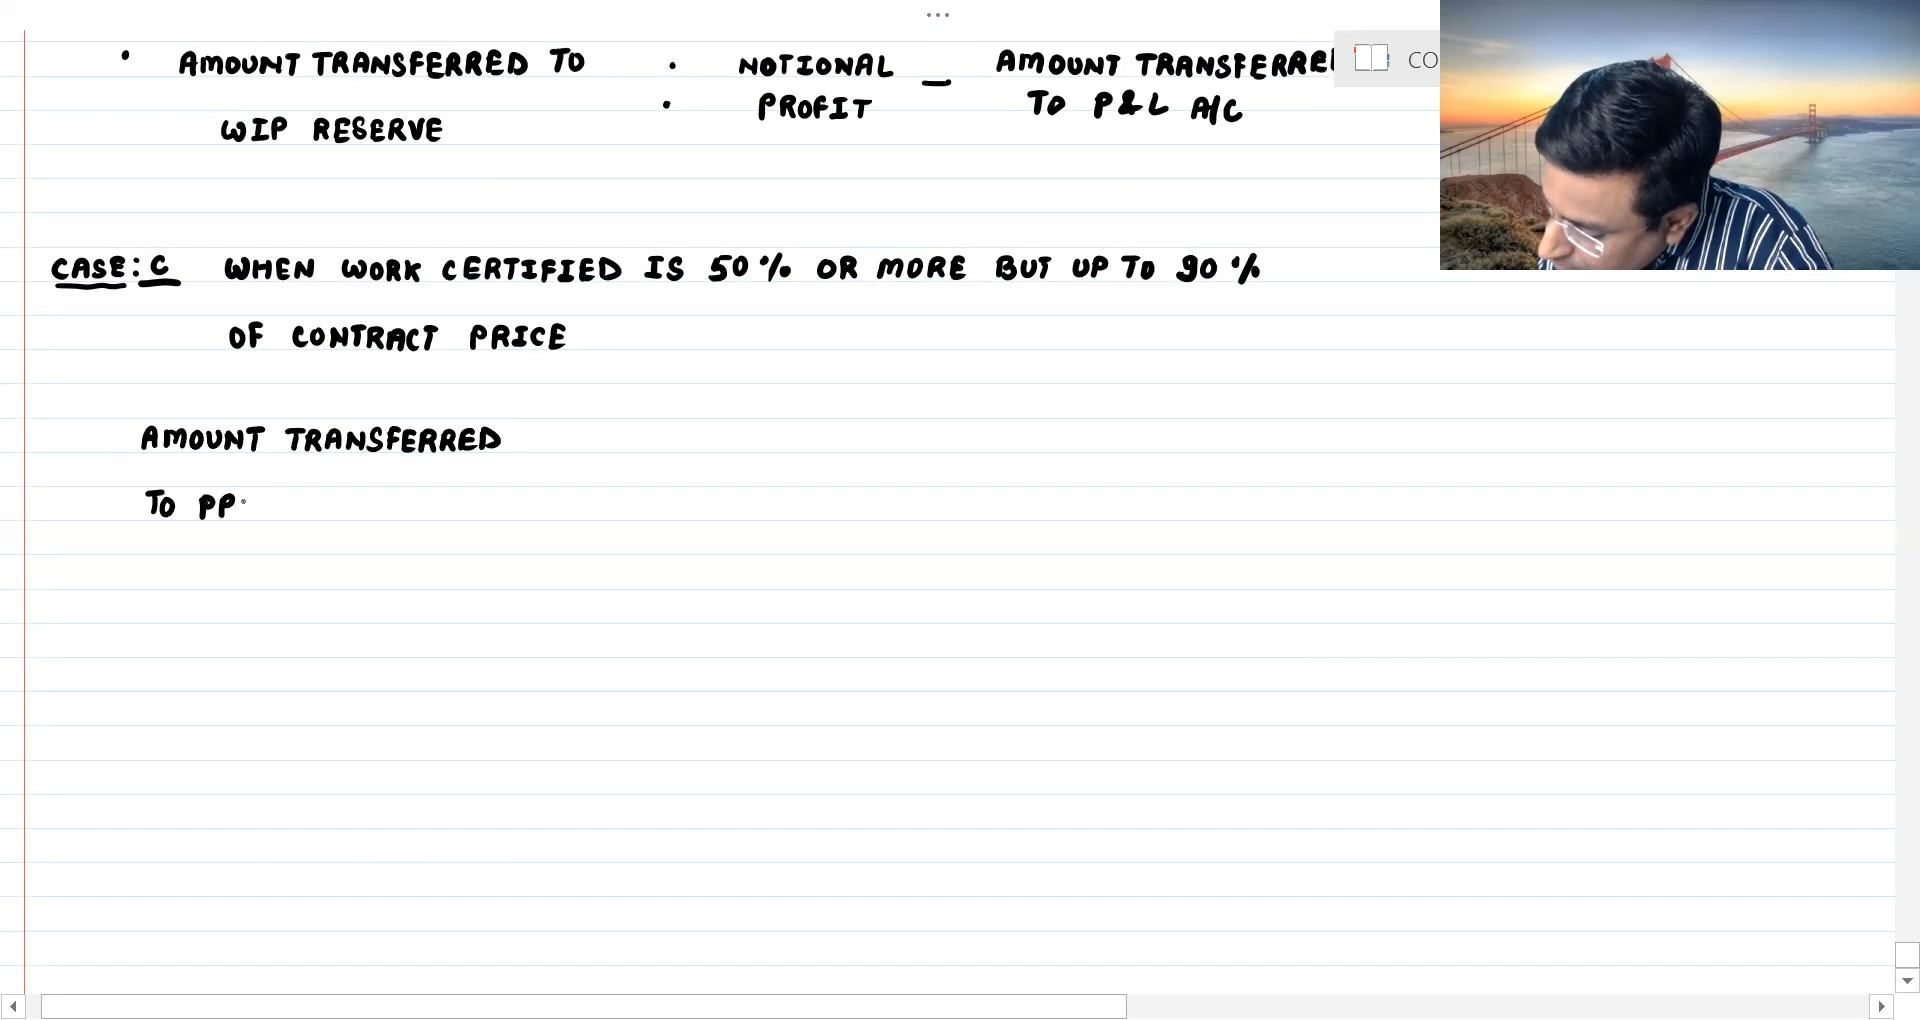 ...
• AMOUNT TRANSFERRED TO : NOTIONAL — AMOUNT TRANSFERRE
WIP RESERVE PROFIT TO P&L A/C
CO
CASE: C WHEN WORK CERTIFIED IS 50% OR MORE BUT UP TO 90%
OF CONTRACT PRICE
AMOUNT TRANSFERRED
TO PP